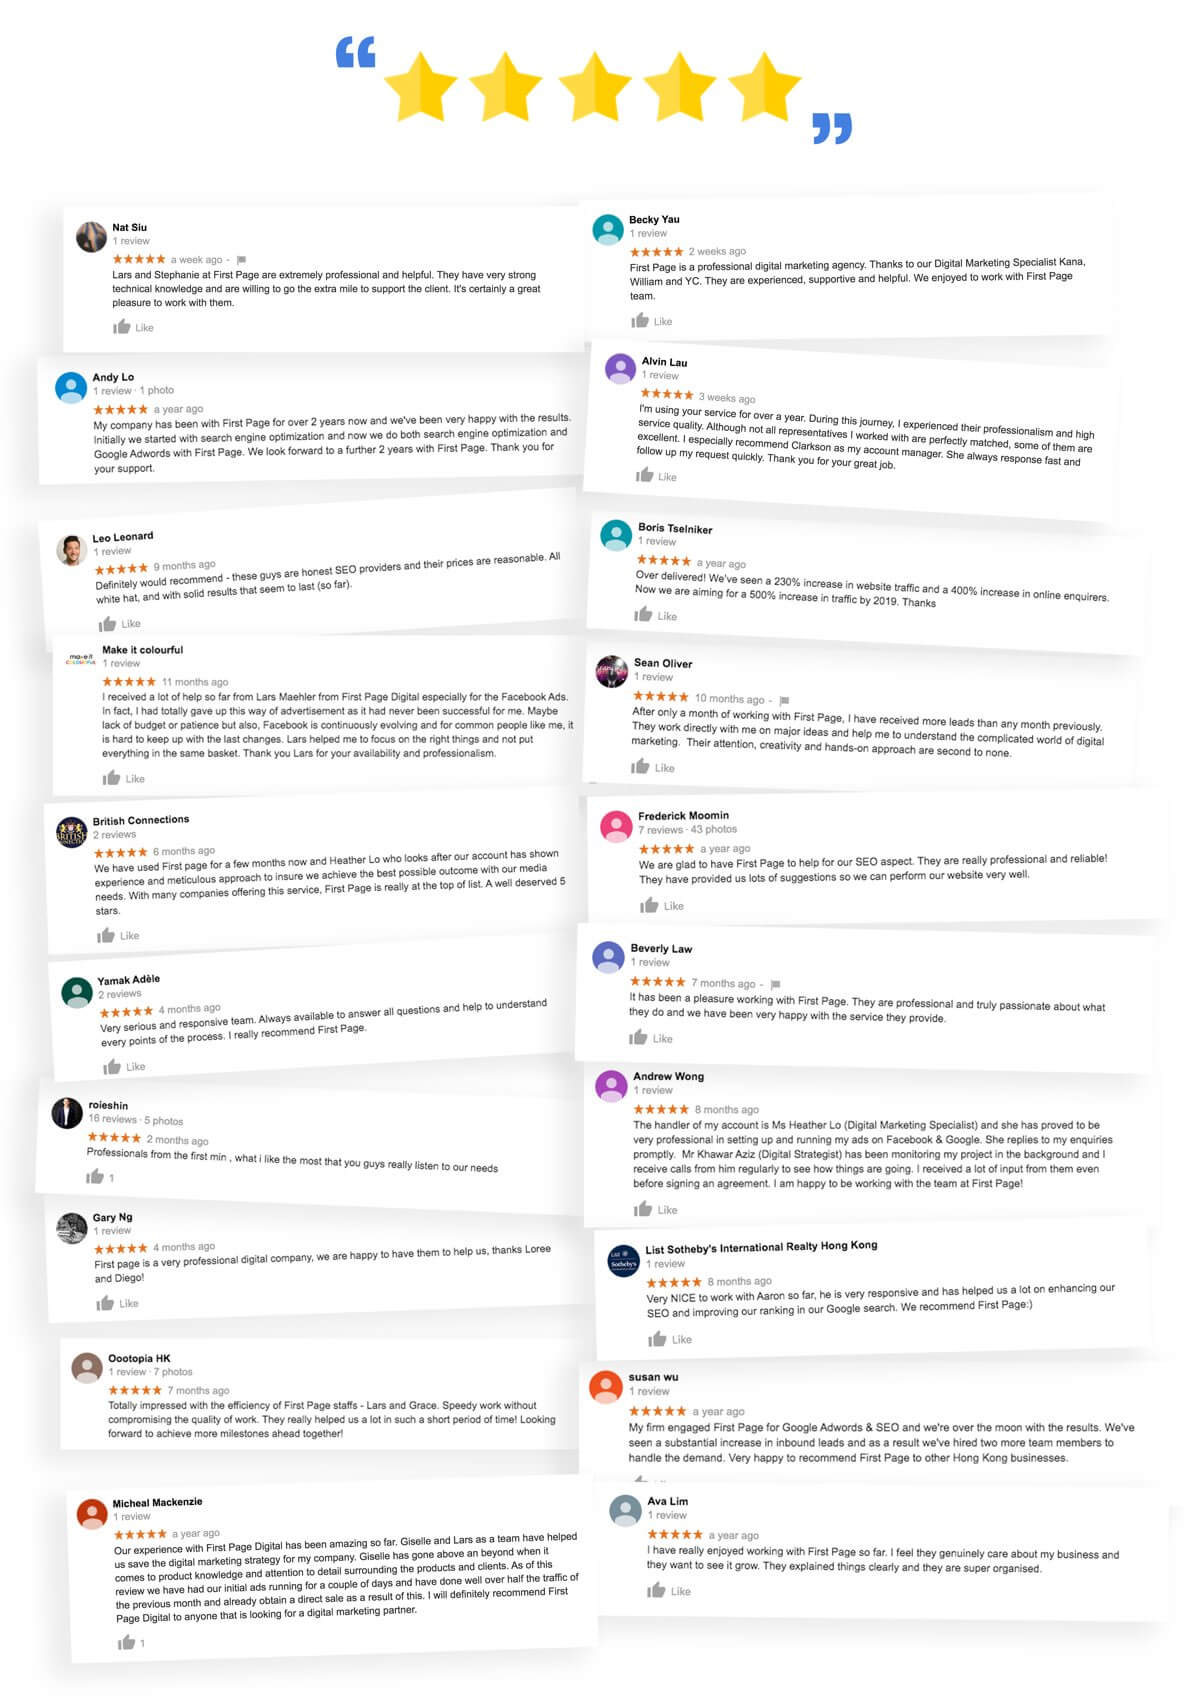 “
”
Nat Siu
1 review
★★★★★ a week ago -
Lars and Stephanie at First Page are extremely professional and helpful. They have very strong
technical knowledge and are willing to go the extra mile to support the client. It's certainly a great
pleasure to work with them.
Like
Andy Lo
1 review · 1 photo
★★★★★ a year ago
My company has been with First Page for over 2 years now and we've been very happy with the results.
Initially we started with search engine optimization and now we do both search engine optimization and
Google Adwords with First Page. We look forward to a further 2 years with First Page. Thank you for
your support.
Leo Leonard
1 review
★★★★★ 9 months ago
Definitely would recommend - these guys are honest SEO providers and their prices are reasonable. All
white hat, and with solid results that seem to last (so far).
Like
make it
COLOURFUL
Make it colourful
1 review
★★★★★ 11 months ago
I received a lot of help so far from Lars Maehler from First Page Digital especially for the Facebook Ads.
In fact, I had totally gave up this way of advertisement as it had never been successful for me. Maybe
lack of budget or patience but also, Facebook is continuously evolving and for common people like me, it
is hard to keep up with the last changes. Lars helped me to focus on the right things and not put
everything in the same basket. Thank you Lars for your availability and professionalism.
Like
BRITISH
British Connections
2 reviews
★★★★★ 6 months ago
We have used First page for a few months now and Heather Lo who looks after our account has shown
experience and meticulous approach to insure we achieve the best possible outcome with our media
needs. With many companies offering this service, First Page is really at the top of list. A well deserved 5
stars.
Like
Yamak Adèle
2 reviews
★★★★★ 4 months ago
Very serious and responsive team. Always available to answer all questions and help to understand
every points of the process. I really recommend First Page.
Like
roieshin
16 reviews · 5 photos
★★★★★ 2 months ago
Professionals from the first min , what i like the most that you guys really listen to our needs
1
Gary Ng
1 review
★★★★★ 4 months ago
First page is a very professional digital company, we are happy to have them to help us, thanks Loree
and Diego!
Like
Oootopia HK
1 review · 7 photos
★★★★★ 7 months ago
Totally impressed with the efficiency of First Page staffs - Lars and Grace. Speedy work without
compromising the quality of work. They really helped us a lot in such a short period of time! Looking
forward to achieve more milestones ahead together!
Micheal Mackenzie
1 review
★★★★★ a year ago
Our experience with First Page Digital has been amazing so far. Giselle and Lars as a team have helped
us save the digital marketing strategy for my company. Giselle has gone above an beyond when it
comes to product knowledge and attention to detail surrounding the products and clients. As of this
review we have had our initial ads running for a couple of days and have done well over half the traffic of
the previous month and already obtain a direct sale as a result of this. I will definitely recommend First
Page Digital to anyone that is looking for a digital marketing partner.
1
Becky Yau
1 review
★★★★★ 2 weeks ago
First Page is a professional digital marketing agency. Thanks to our Digital Marketing Specialist Kana,
William and YC. They are experienced, supportive and helpful. We enjoyed to work with First Page
team.
Like
Alvin Lau
1 review
★★★★★ 3 weeks ago
I'm using your service for over a year. During this journey, I experienced their professionalism and high
service quality. Although not all representatives I worked with are perfectly matched, some of them are
excellent. I especially recommend Clarkson as my account manager. She always response fast and
follow up my request quickly. Thank you for your great job.
Like
Boris Tselniker
1 review
★★★★★ a year ago
Over delivered! We've seen a 230% increase in website traffic and a 400% increase in online enquirers.
Now we are aiming for a 500% increase in traffic by 2019. Thanks
Like
Sean Oliver
1 review
★★★★★ 10 months ago -
After only a month of working with First Page, I have received more leads than any month previously.
They work directly with me on major ideas and help me to understand the complicated world of digital
marketing. Their attention, creativity and hands-on approach are second to none.
Like
Frederick Moomin
7 reviews · 43 photos
★★★★★ a year ago
We are glad to have First Page to help for our SEO aspect. They are really professional and reliable!
They have provided us lots of suggestions so we can perform our website very well.
Like
Beverly Law
1 review
★★★★★ 7 months ago -
It has been a pleasure working with First Page. They are professional and truly passionate about what
they do and we have been very happy with the service they provide.
Like
Andrew Wong
1 review
★★★★★ 8 months ago
The handler of my account is Ms Heather Lo (Digital Marketing Specialist) and she has proved to be
very professional in setting up and running my ads on Facebook & Google. She replies to my enquiries
promptly. Mr Khawar Aziz (Digital Strategist) has been monitoring my project in the background and I
receive calls from him regularly to see how things are going. I received a lot of input from them even
before signing an agreement. I am happy to be working with the team at First Page!
Like
Sotheby's
List Sotheby's International Realty Hong Kong
1 review
★★★★★ 8 months ago
Very NICE to work with Aaron so far, he is very responsive and has helped us a lot on enhancing our
SEO and improving our ranking in our Google search. We recommend First Page:)
Like
susan wu
1 review
★★★★★ a year ago
My firm engaged First Page for Google Adwords & SEO and we're over the moon with the results. We've
seen a substantial increase in inbound leads and as a result we've hired two more team members to
handle the demand. Very happy to recommend First Page to other Hong Kong businesses.
Ava Lim
1 review
★★★★★ a year ago
I have really enjoyed working with First Page so far. I feel they genuinely care about my business and
they want to see it grow. They explained things clearly and they are super organised.
Like